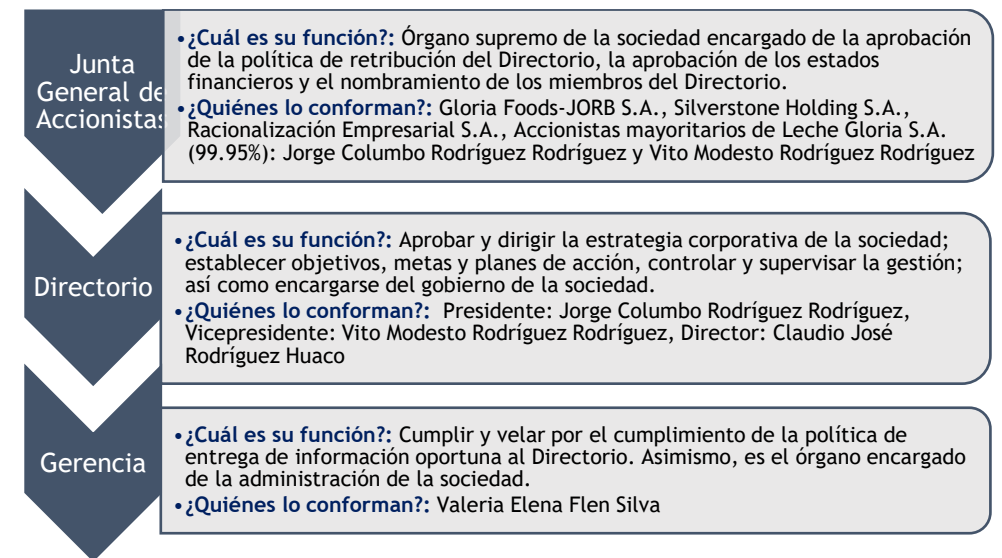 Junta
General de
Accionistas
•¿Cuál es su función?: Órgano supremo de la sociedad encargado de la aprobación
de la política de retribución del Directorio, la aprobación de los estados
financieros y el nombramiento de los miembros del Directorio.
•¿Quiénes lo conforman?: Gloria Foods-JORB S.A., Silverstone Holding S.A.,
Racionalización Empresarial S.A., Accionistas mayoritarios de Leche Gloria S.A.
(99.95%): Jorge Columbo Rodríguez Rodríguez y Vito Modesto Rodríguez Rodríguez
Directorio
•¿Cuál es su función?: Aprobar y dirigir la estrategia corporativa de la sociedad;
establecer objetivos, metas y planes de acción, controlar y supervisar la gestión;
así como encargarse del gobierno de la sociedad.
•¿Quiénes lo conforman?: Presidente: Jorge Columbo Rodríguez Rodríguez,
Vicepresidente: Vito Modesto Rodríguez Rodríguez, Director: Claudio José
Rodríguez Huaco
Gerencia
•¿Cuál es su función?: Cumplir y velar por el cumplimiento de la política de
entrega de información oportuna al Directorio. Asimismo, es el órgano encargado
de la administración de la sociedad.
•¿Quiénes lo conforman?: Valeria Elena Flen Silva